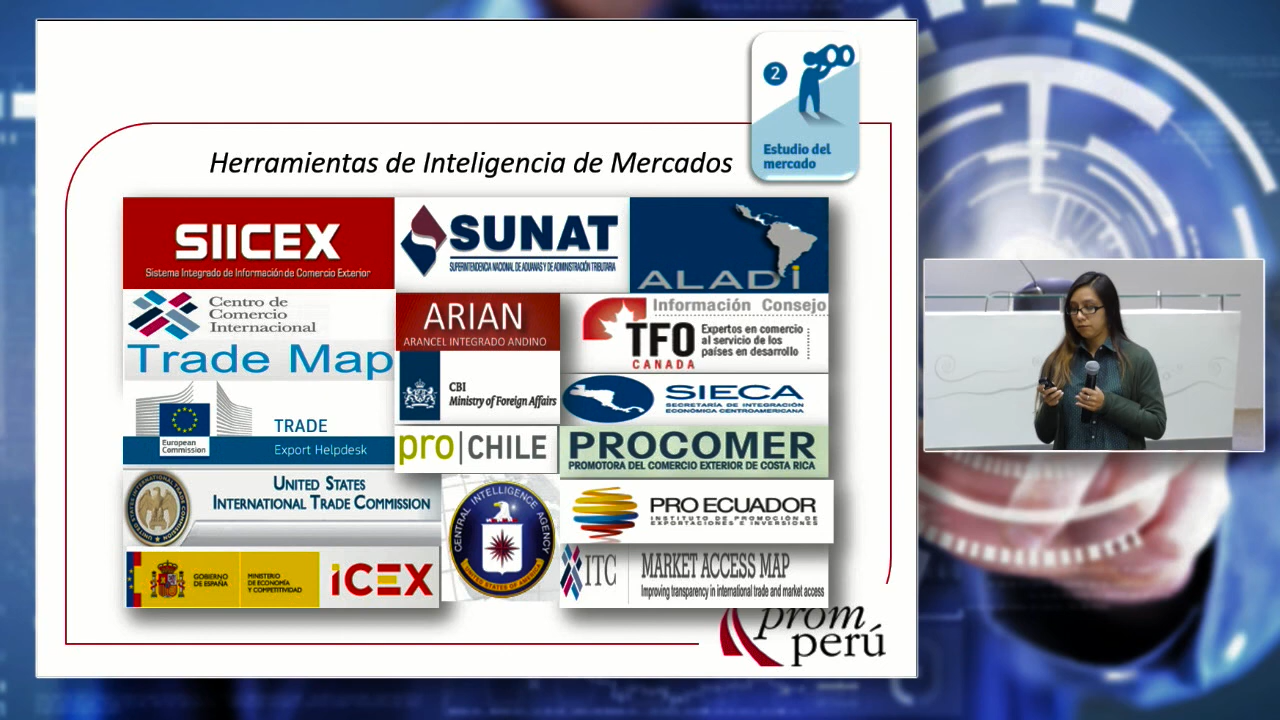 2
Estudio del
mercado
Herramientas de Inteligencia de Mercados
SIICEX
Sistema Integrado de Información de Comercio Exterior
SUNAT
SUPERINTENDENCIA NACIONAL DE ADUANAS Y DE ADMINISTRACIÓN TRIBUTARIA
ALADI
Centro de
Comercio
Internacional
Trade Map
ARIAN
ARANCEL INTEGRADO ANDINO
Información Consejo
TFO
CANADA
Expertos en comercio
al servicio de los
países en desarrollo
CBI
Ministry of Foreign Affairs
SIECA
SECRETARÍA DE INTEGRACIÓN
ECONÓMICA CENTROAMERICANA
European
Commission
TRADE
Export Helpdesk
pro|CHILE
PROCOMER
PROMOTORA DEL COMERCIO EXTERIOR DE COSTA RICA
UNITED STATES
INTERNATIONAL TRADE COMMISSION
CENTRAL INTELLIGENCE AGENCY
UNITED STATES OF AMERICA
PRO ECUADOR
INSTITUTO DE PROMOCIÓN DE
EXPORTACIONES E INVERSIONES
GOBIERNO
DE ESPAÑA
MINISTERIO
DE ECONOMÍA
Y COMPETITIVIDAD
iCEX
ITC
MARKET ACCESS MAP
Improving transparency in international trade and market access
prom
perú